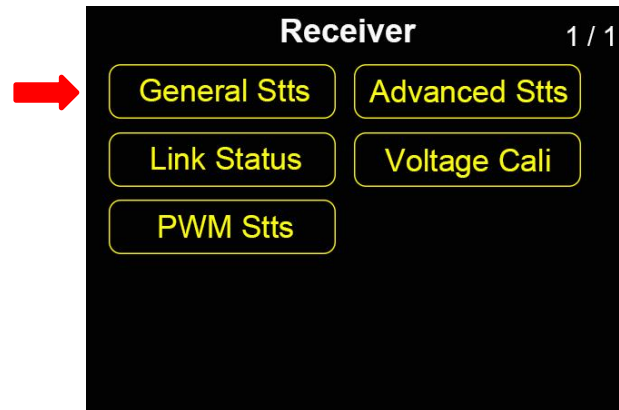 Receiver 1 / 1
General Stts Advanced Stts
Link Status Voltage Cali
PWM Stts